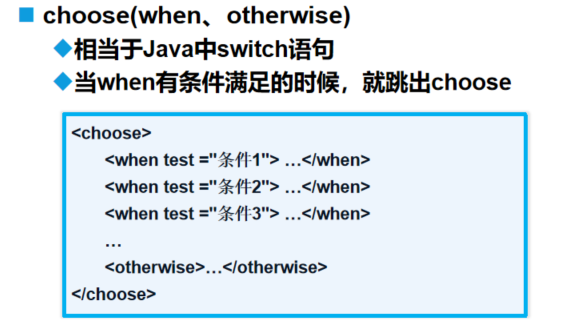 choose(when、otherwise)
相当于Java中switch语句
当when有条件满足的时候，就跳出choose
<choose>
<when test ="条件1"> …</when>
<when test ="条件2"> …</when>
<when test ="条件3"> …</when>
…
<otherwise>…</otherwise>
</choose>